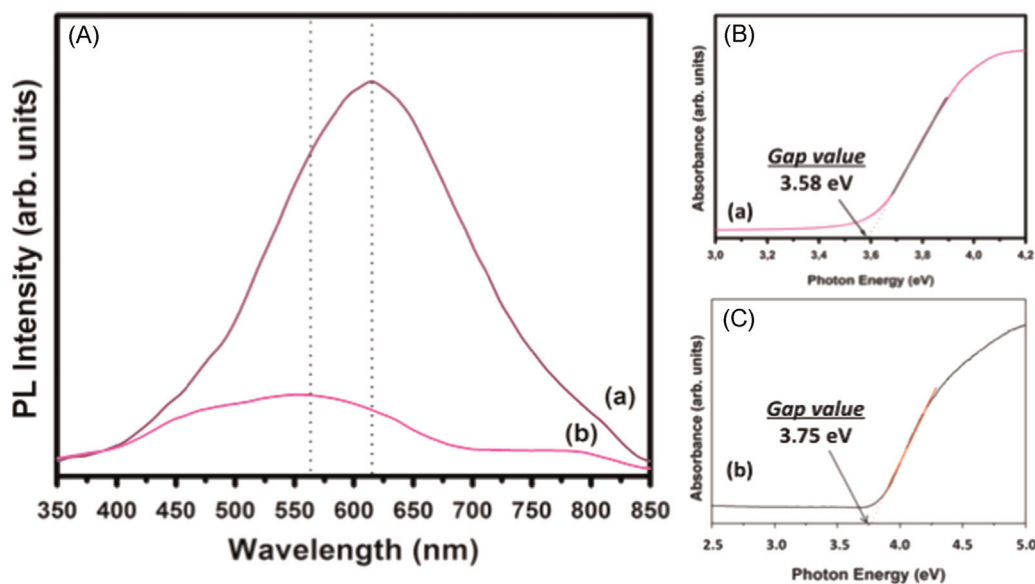 (A)
PL Intensity (arb. units)
(a)
(b)
350 400 450 500 550 600 650 700 750 800 850
Wavelength (nm)
(B)
Absorbance (arb. units)
Gap value
3.58 eV
(a)
3,0 3,2 3,4 3,6 3,8 4,0 4,2
Photon Energy (eV)
(C)
Absorbance (arb. units)
Gap value
3.75 eV
(b)
2.5 3.0 3.5 4.0 4.5 5.0
Photon Energy (eV)